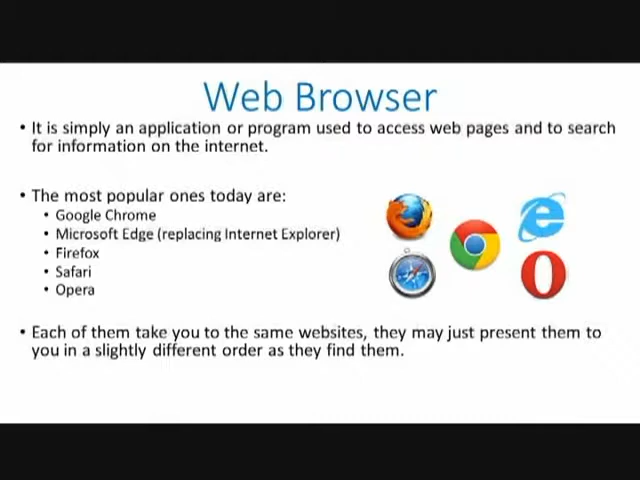 Web Browser
• It is simply an application or program used to access web pages and to search
for information on the internet.
• The most popular ones today are:
• Google Chrome
• Microsoft Edge (replacing Internet Explorer)
• Firefox
• Safari
• Opera
• Each of them take you to the same websites, they may just present them to
you in a slightly different order as they find them.